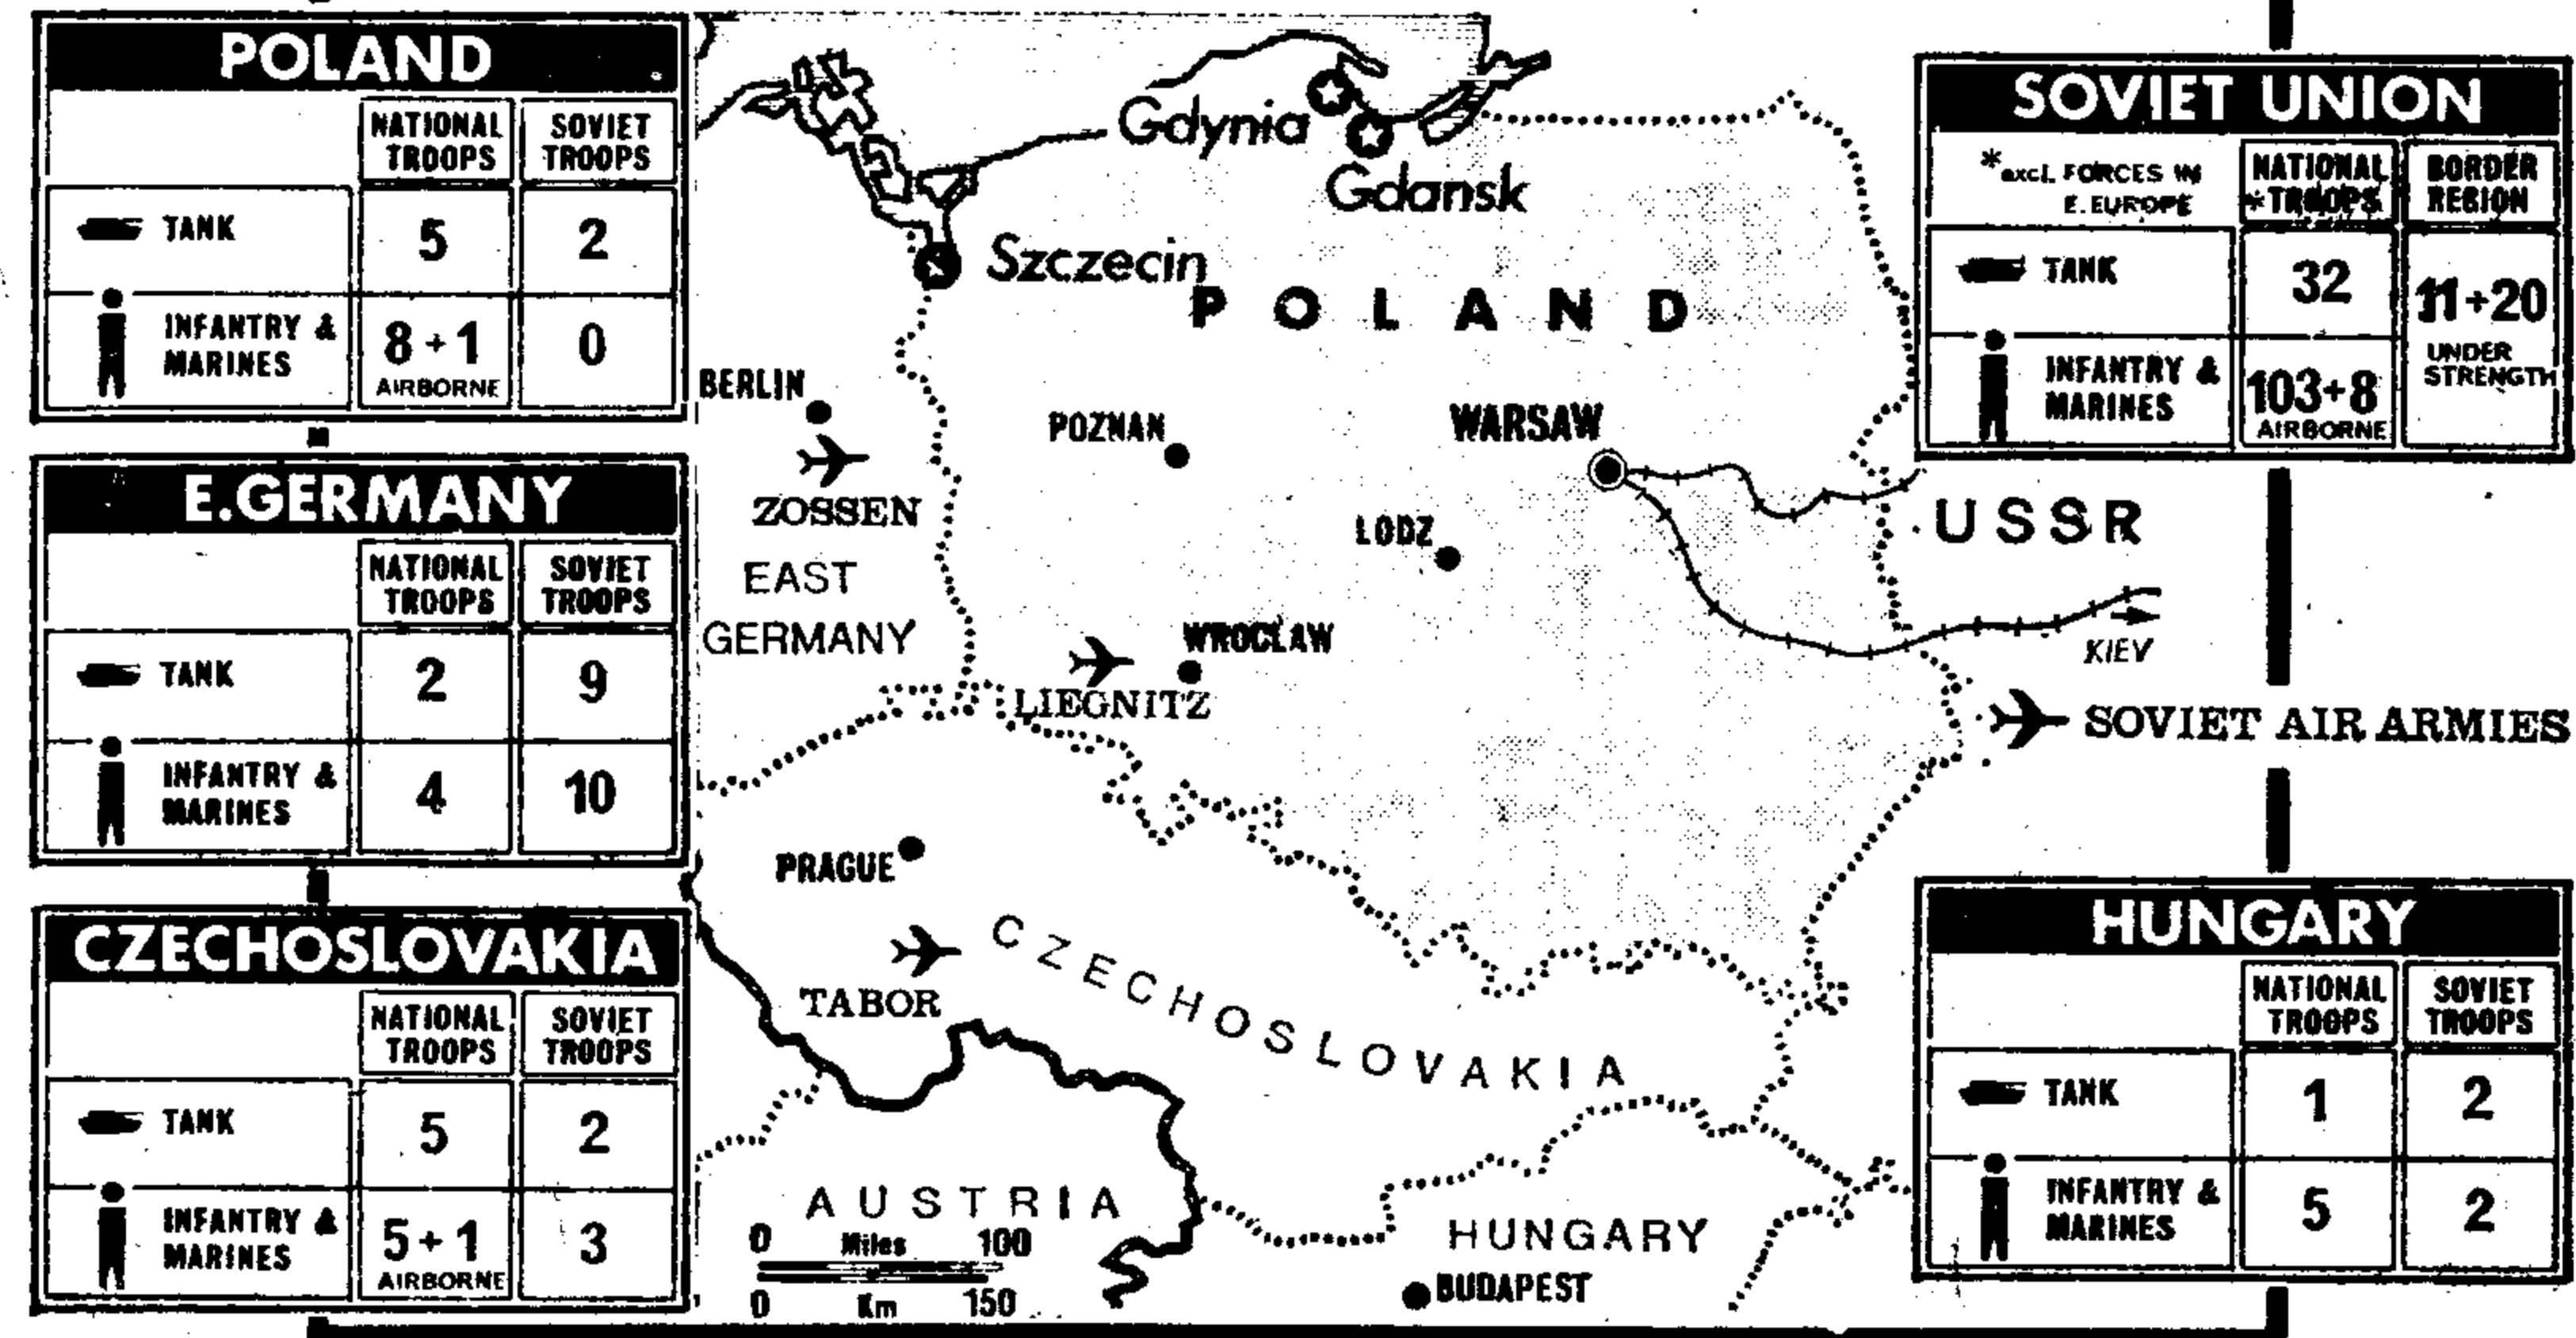 POLAND
NATIONAL TROOPS
SOVIET TROOPS
TANK
5
2
INFANTRY & MARINES
8+1
AIRBORNE
0
E.GERMANY
NATIONAL TROOPS
SOVIET TROOPS
TANK
2
9
INFANTRY & MARINES
4
10
CZECHOSLOVAKIA
NATIONAL TROOPS
SOVIET TROOPS
TANK
5
2
INFANTRY & MARINES
5+1
AIRBORNE
3
Gdynia
Gdansk
Szczecin
POLAND
BERLIN
POZNAN
WARSAW
ZOSSEN
LODZ
EAST
GERMANY
WROCLAW
LIEGNITZ
USSR
KIEV
SOVIET AIR ARMIES
PRAGUE
TABOR
CZECHOSLOVAKIA
AUSTRIA
0 Miles 100
0 Km 150
HUNGARY
BUDAPEST
SOVIET UNION
*excl. FORCES IN
E.EUROPE
NATIONAL
*TROOPS
BORDER
REGION
TANK
32
11+20
UNDER
STRENGTH
INFANTRY & MARINES
103+8
AIRBORNE
HUNGARY
NATIONAL TROOPS
SOVIET TROOPS
TANK
1
2
INFANTRY & MARINES
5
2